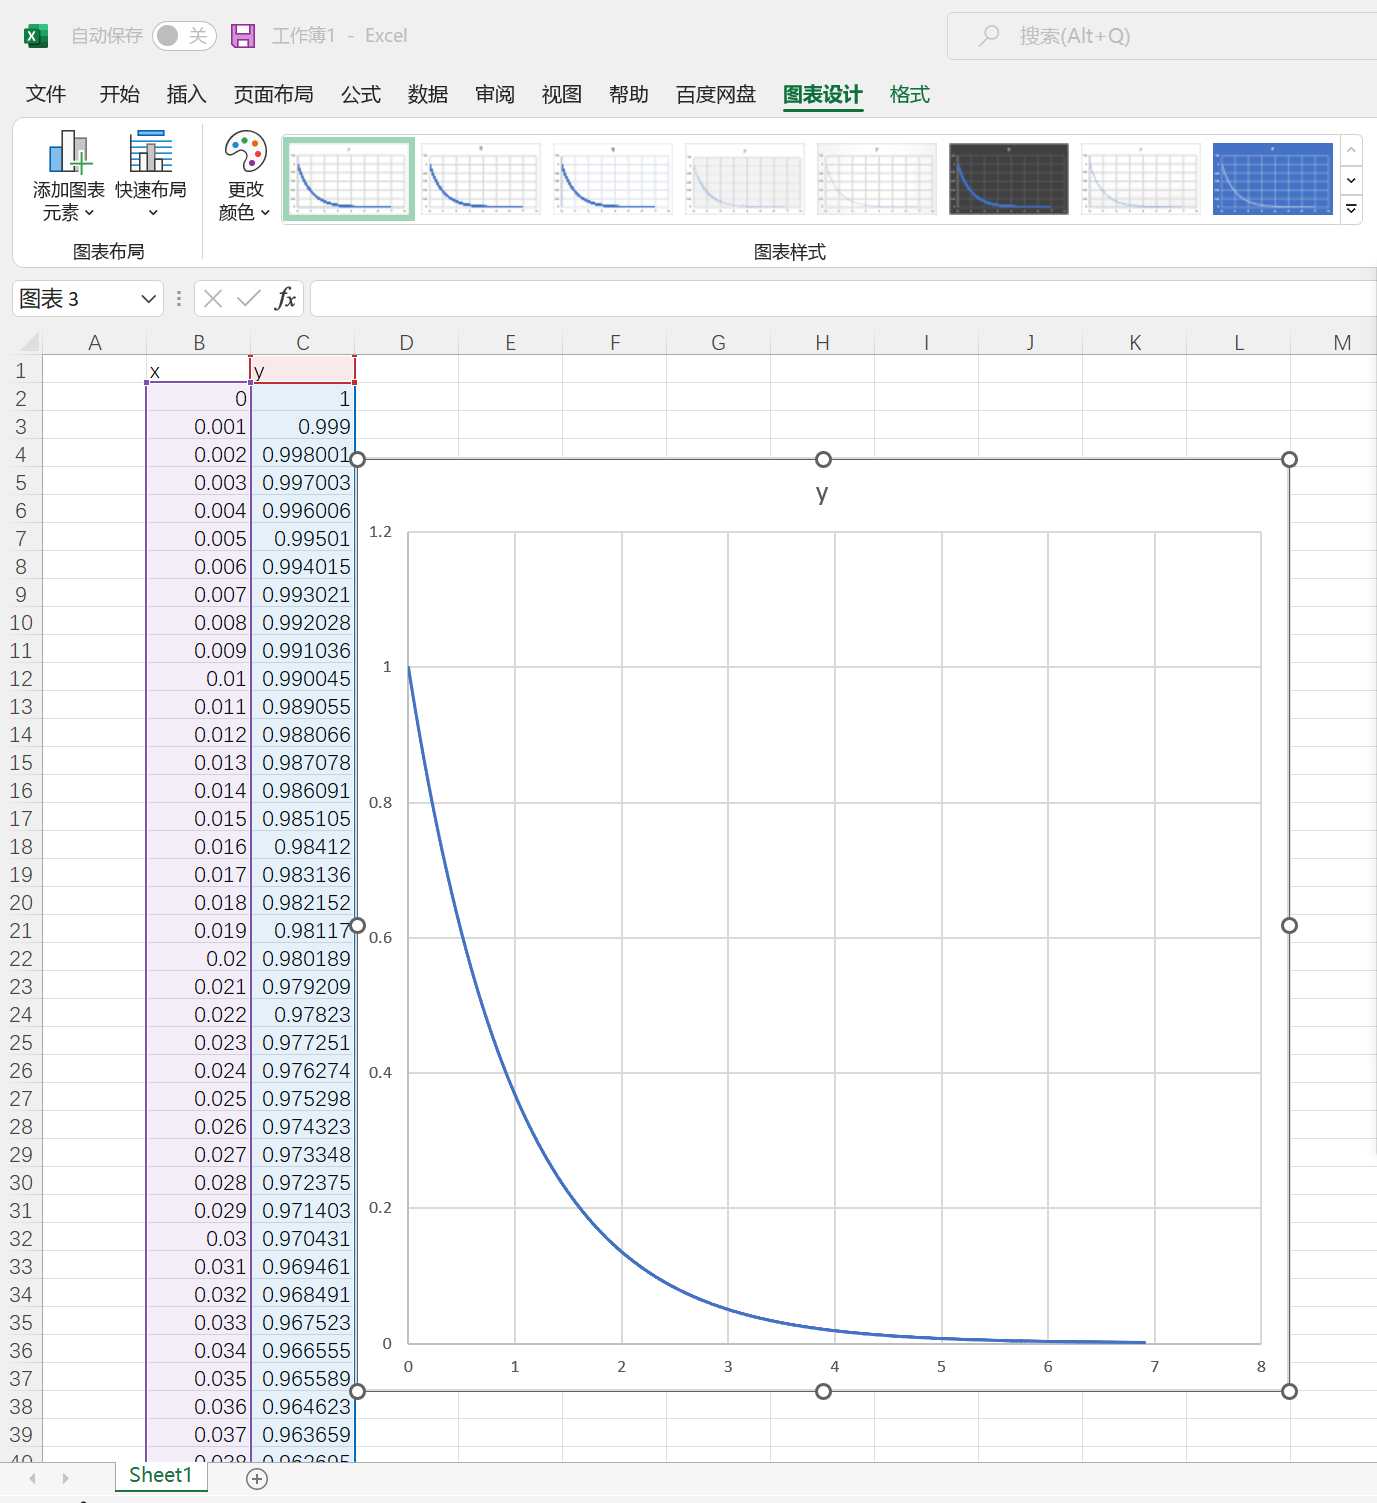 自动保存 关 工作簿1 - Excel 搜索(Alt+Q)
文件 开始 插入 页面布局 公式 数据 审阅 视图 帮助 百度网盘 图表设计 格式
添加图表元素 快速布局 更改颜色
图表布局 图表样式
图表 3 fx
A B C D E F G H I J K L M
1 x y
2 0 1
3 0.001 0.999
4 0.002 0.998001
5 0.003 0.997003
6 0.004 0.996006
7 0.005 0.99501
8 0.006 0.994015
9 0.007 0.993021
10 0.008 0.992028
11 0.009 0.991036
12 0.01 0.990045
13 0.011 0.989055
14 0.012 0.988066
15 0.013 0.987078
16 0.014 0.986091
17 0.015 0.985105
18 0.016 0.98412
19 0.017 0.983136
20 0.018 0.982152
21 0.019 0.98117
22 0.02 0.980189
23 0.021 0.979209
24 0.022 0.97823
25 0.023 0.977251
26 0.024 0.976274
27 0.025 0.975298
28 0.026 0.974323
29 0.027 0.973348
30 0.028 0.972375
31 0.029 0.971403
32 0.03 0.970431
33 0.031 0.969461
34 0.032 0.968491
35 0.033 0.967523
36 0.034 0.966555
37 0.035 0.965589
38 0.036 0.964623
39 0.037 0.963659
y
1.2
1
0.8
0.6
0.4
0.2
0
0 1 2 3 4 5 6 7 8
Sheet1